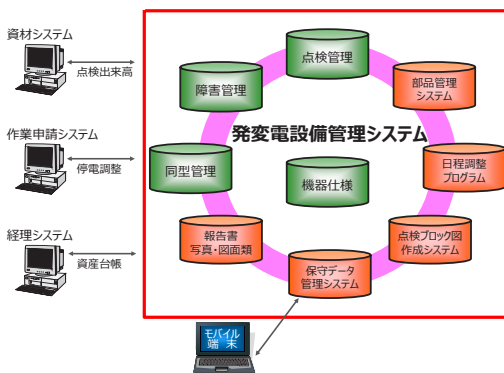 資材システム
点検出来高
作業申請システム
停電調整
経理システム
資産台帳
点検管理
障害管理
部品管理
システム
発変電設備管理システム
同型管理
機器仕様
日程調整
プログラム
報告書
写真・図面類
点検ブロック図
作成システム
保守データ
管理システム
モバイル
端 末